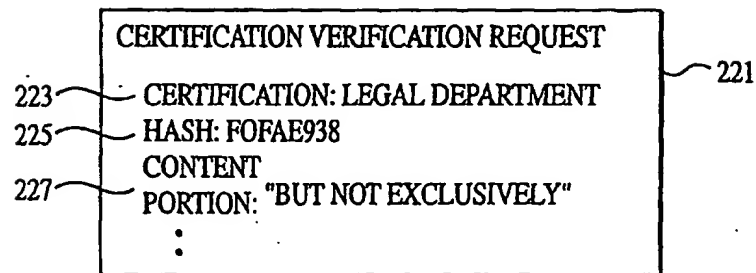 CERTIFICATION VERIFICATION REQUEST
221
223 CERTIFICATION: LEGAL DEPARTMENT
225 HASH: FOFAE938
CONTENT
227 PORTION: "BUT NOT EXCLUSIVELY"